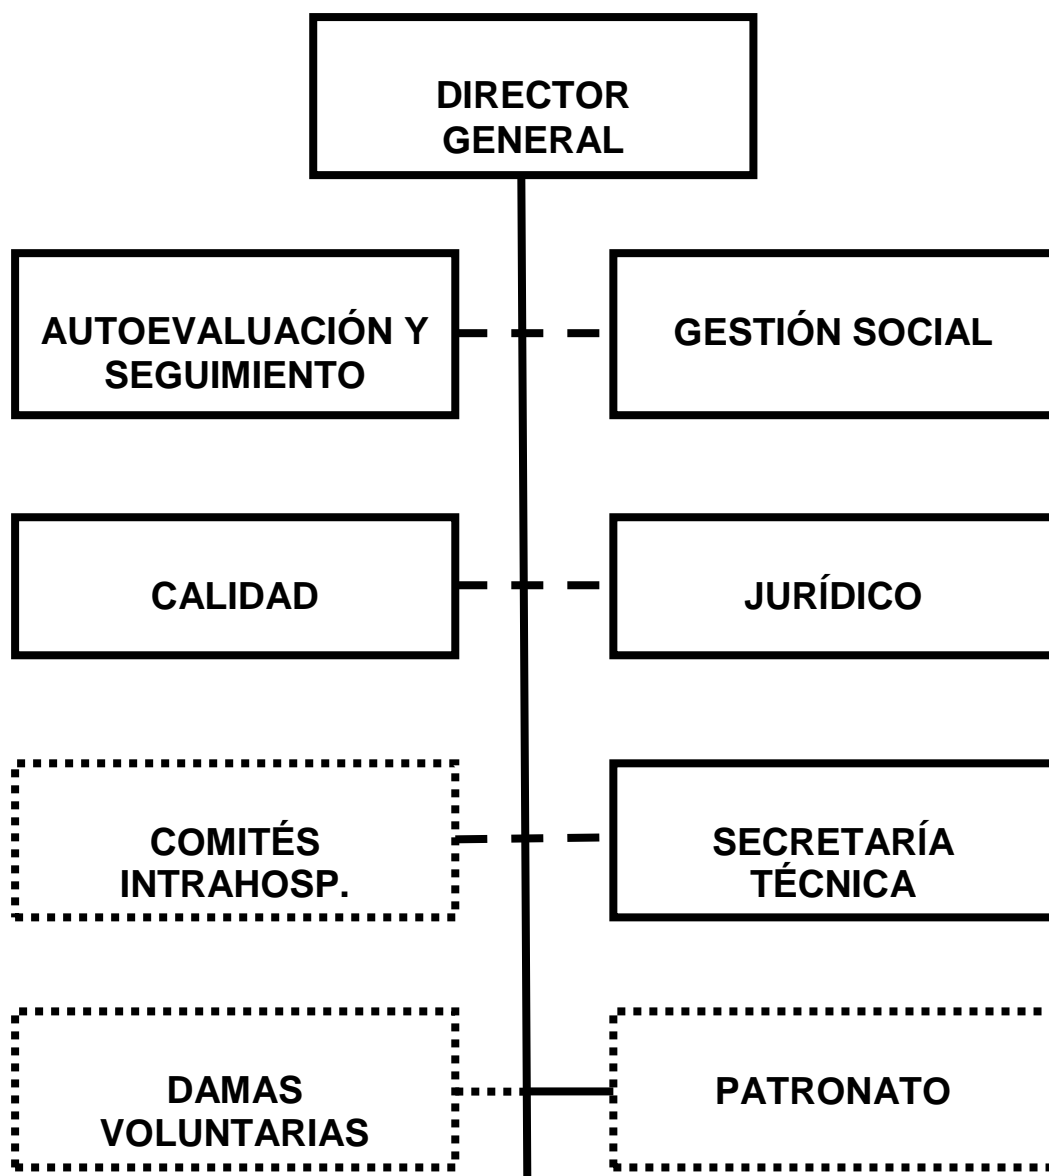 DIRECTOR
GENERAL
AUTOEVALUACIÓN Y
SEGUIMIENTO
GESTIÓN SOCIAL
CALIDAD
JURÍDICO
COMITÉS
INTRAHOSP.
SECRETARÍA
TÉCNICA
DAMAS
VOLUNTARIAS
PATRONATO